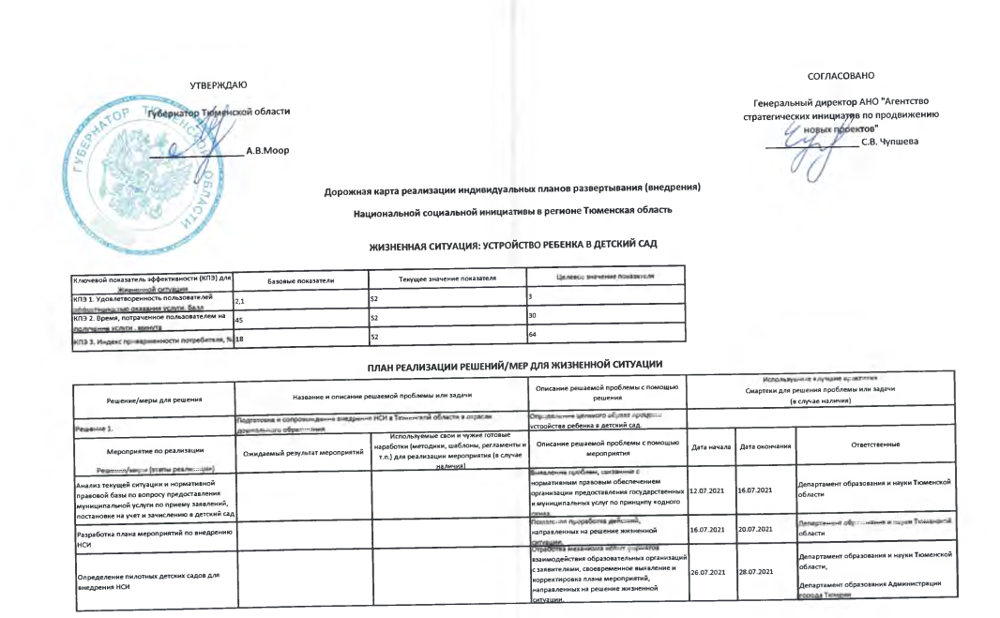 УТВЕРЖДАЮ
Губернатор Тюменской области
А.В.Моор
ГУБЕРНАТОР ТЮМЕНСКОЙ ОБЛАСТИ
СОГЛАСОВАНО
Генеральный директор АНО "Агентство
стратегических инициатив по продвижению
новых проектов"
С.В. Чупшева
Дорожная карта реализации индивидуальных планов развертывания (внедрения)
Национальной социальной инициативы в регионе Тюменская область
ЖИЗНЕННАЯ СИТУАЦИЯ: УСТРОЙСТВО РЕБЕНКА В ДЕТСКИЙ САД
Ключевой показатель эффективности (КПЭ) для
Жизненной ситуации
Базовые показатели
Текущее значение показателя
Целевое значение показателя
КПЭ 1. Удовлетворенность пользователей
эффективностью оказания услуги, балл
2,1
52
3
КПЭ 2. Время, потраченное пользователем на
получение услуги, минута
45
52
30
КПЭ 3. Индекс приверженности потребителя, %
18
52
64
ПЛАН РЕАЛИЗАЦИИ РЕШЕНИЙ/МЕР ДЛЯ ЖИЗНЕННОЙ СИТУАЦИИ
Решение/меры для решения
Название и описание решаемой проблемы или задачи
Описание решаемой проблемы с помощью
решения
Используемые лучшие практики
Смартеки для решения проблемы или задачи
(в случае наличия)
Решение 1.
Подготовка и сопровождение внедрения НСИ в Тюменской области в отрасли
дошкольного образования
Определение целевого образа процесса
устройства ребенка в детский сад.
Мероприятие по реализации
Решения/меры (этапы реализации)
Ожидаемый результат мероприятий
Используемые свои и чужие готовые
наработки (методики, шаблоны, регламенты и
т.п.) для реализации мероприятия (в случае
наличия)
Описание решаемой проблемы с помощью
мероприятия
Дата начала
Дата окончания
Ответственные
Анализ текущей ситуации и нормативной
правовой базы по вопросу предоставления
муниципальной услуги по приему заявлений,
постановке на учет и зачислению в детский сад
Выявление проблем, связанных с
нормативным правовым обеспечением
организации предоставления государственных
и муниципальных услуг по принципу «одного
окна»
12.07.2021
16.07.2021
Департамент образования и науки Тюменской
области
Разработка плана мероприятий по внедрению
НСИ
проработка действий,
направленных на решение жизненной
ситуации.
16.07.2021
20.07.2021
Департамент образования и науки Тюменской
области
Определение пилотных детских садов для
внедрения НСИ
Отработка механизма новых форматов
взаимодействия образовательных организаций
с заявителями, своевременное выявление и
корректировка плана мероприятий,
направленных на решение жизненной
ситуации.
26.07.2021
28.07.2021
Департамент образования и науки Тюменской
области,
Департамент образования Администрации
города Тюмени